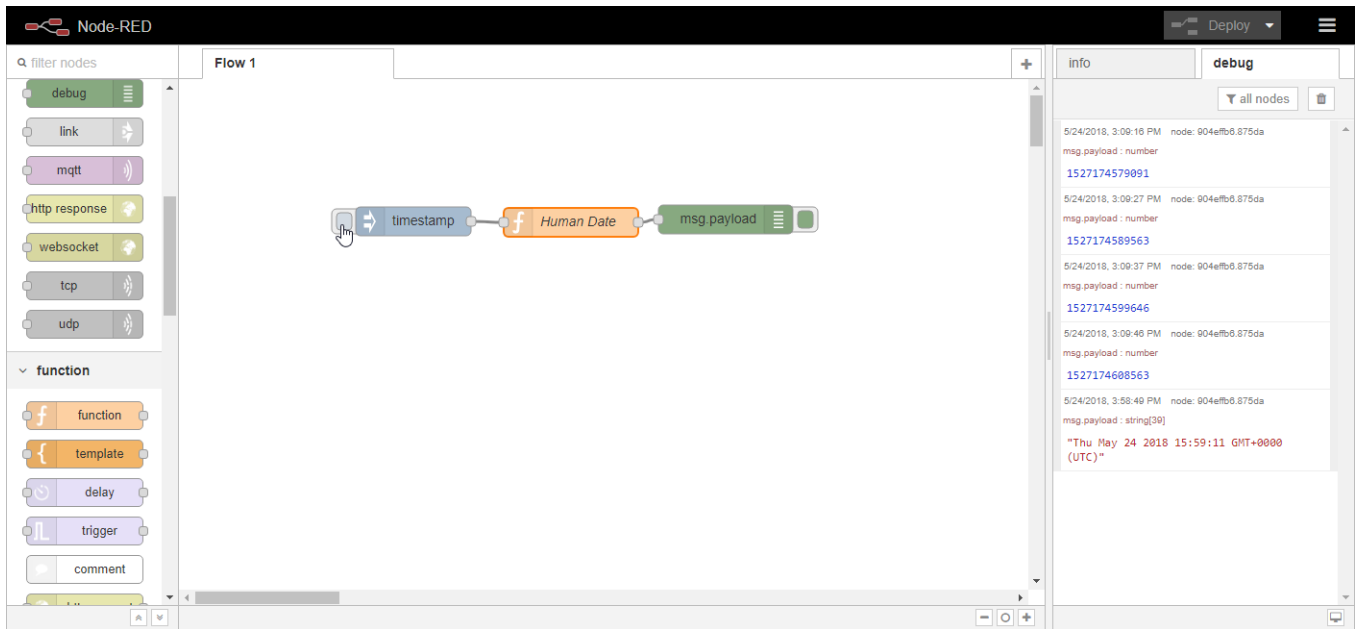 Node-RED
Deploy
filter nodes
debug
link
mqtt
http response
websocket
tcp
udp
function
function
template
delay
trigger
comment
Flow 1
timestamp
Human Date
msg.payload
info
debug
all nodes
5/24/2018, 3:09:16 PM node: 904effb6.875da
msg.payload : number
1527174579091
5/24/2018, 3:09:27 PM node: 904effb6.875da
msg.payload : number
1527174589563
5/24/2018, 3:09:37 PM node: 904effb6.875da
msg.payload : number
1527174599646
5/24/2018, 3:09:46 PM node: 904effb6.875da
msg.payload : number
1527174608563
5/24/2018, 3:58:49 PM node: 904effb6.875da
msg.payload : string[39]
"Thu May 24 2018 15:59:11 GMT+0000
(UTC)"